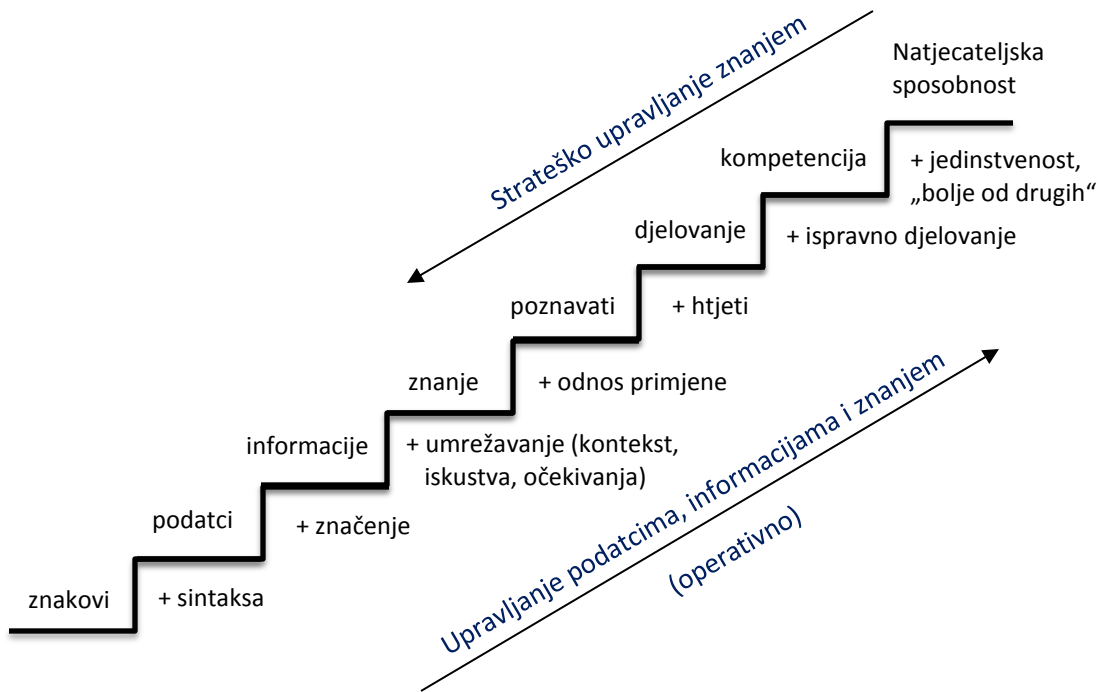 Natjecateljska
sposobnost
Strateško upravljanje znanjem
kompetencija
+ jedinstvenost,
„bolje od drugih“
djelovanje
+ ispravno djelovanje
poznavati
+ htjeti
znanje
+ odnos primjene
informacije
+ umrežavanje (kontekst,
iskustva, očekivanja)
podatci
+ značenje
znakovi
+ sintaksa
Upravljanje podatcima, informacijama i znanjem
(operativno)